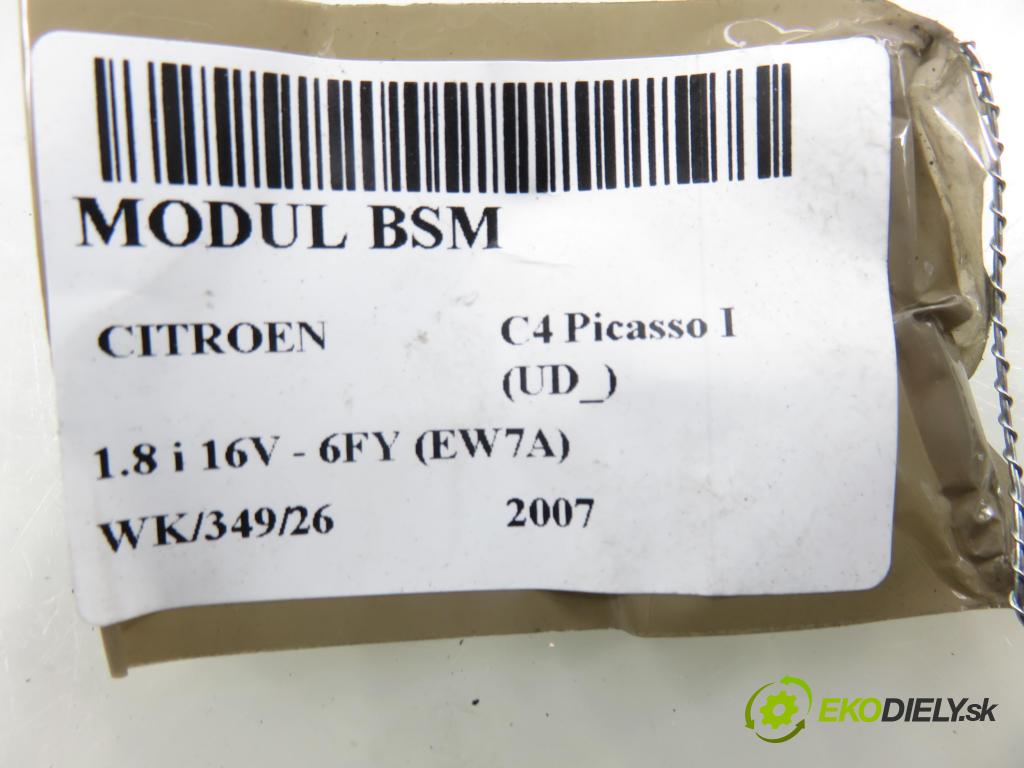 MODUL BSM
CITROEN C4 Picasso I
(UD_)
1.8 i 16V - 6FY (EW7A)
WK/349/26 2007
EKODIELY.sk